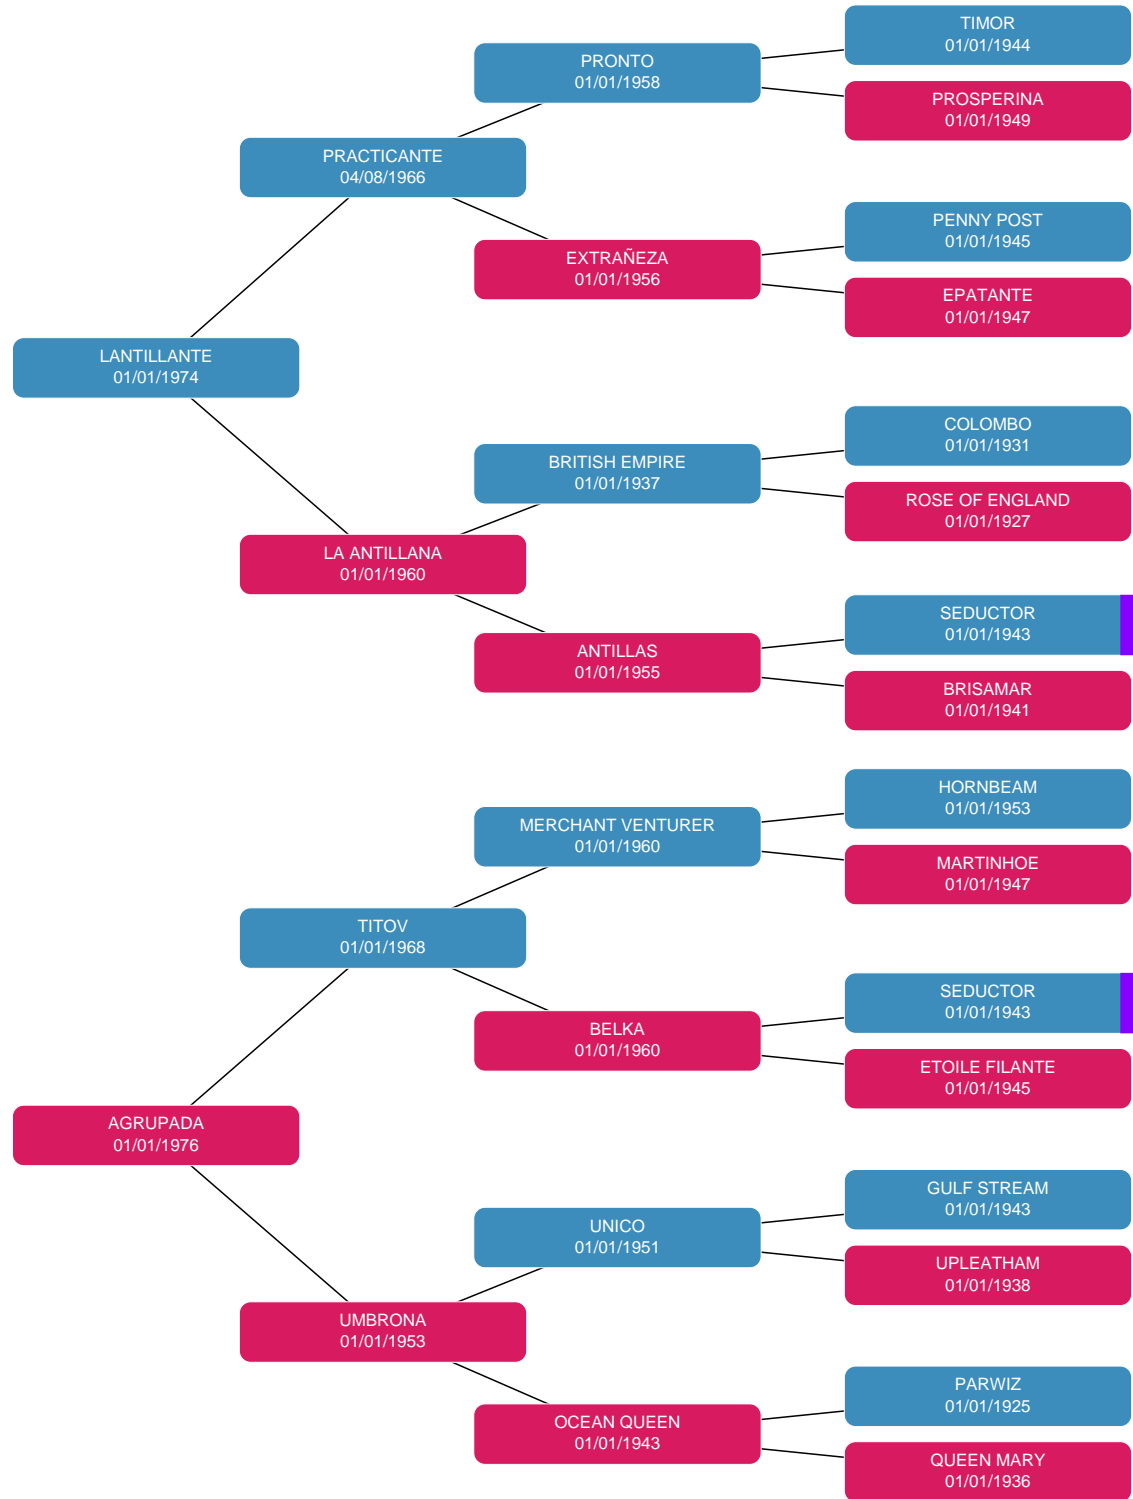 TIMOR
01/01/1944
PRONTO
01/01/1958
PROSPERINA
01/01/1949
PRACTICANTE
04/08/1966
PENNY POST
01/01/1945
EXTRAÑEZA
01/01/1956
EPATANTE
01/01/1947
LANTILLANTE
01/01/1974
COLOMBO
01/01/1931
BRITISH EMPIRE
01/01/1937
ROSE OF ENGLAND
01/01/1927
LA ANTILLANA
01/01/1960
SEDUCTOR
01/01/1943
ANTILLAS
01/01/1955
BRISAMAR
01/01/1941
HORNBEAM
01/01/1953
MERCHANT VENTURER
01/01/1960
MARTINHOE
01/01/1947
TITOV
01/01/1968
SEDUCTOR
01/01/1943
BELKA
01/01/1960
ETOILE FILANTE
01/01/1945
AGRUPADA
01/01/1976
GULF STREAM
01/01/1943
UNICO
01/01/1951
UPLEATHAM
01/01/1938
UMBRONA
01/01/1953
PARWIZ
01/01/1925
OCEAN QUEEN
01/01/1943
QUEEN MARY
01/01/1936